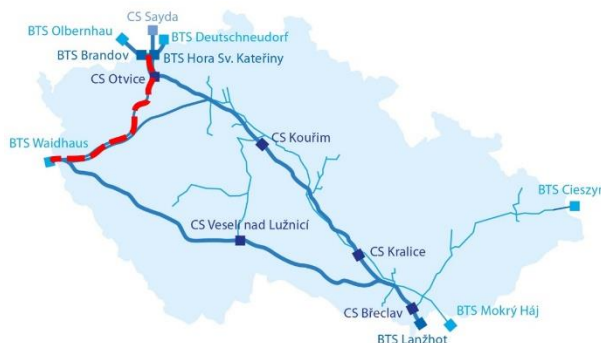 CS Sayda
BTS Olbernhau
BTS Deutschneudorf
BTS Brandov
BTS Hora Sv. Kateřiny
CS Otvice
CS Kouřim
BTS Waidhaus
BTS Cieszyn
CS Veselí nad Lužnicí
CS Kralice
CS Břeclav
BTS Mokrý Háj
BTS Lanžhot